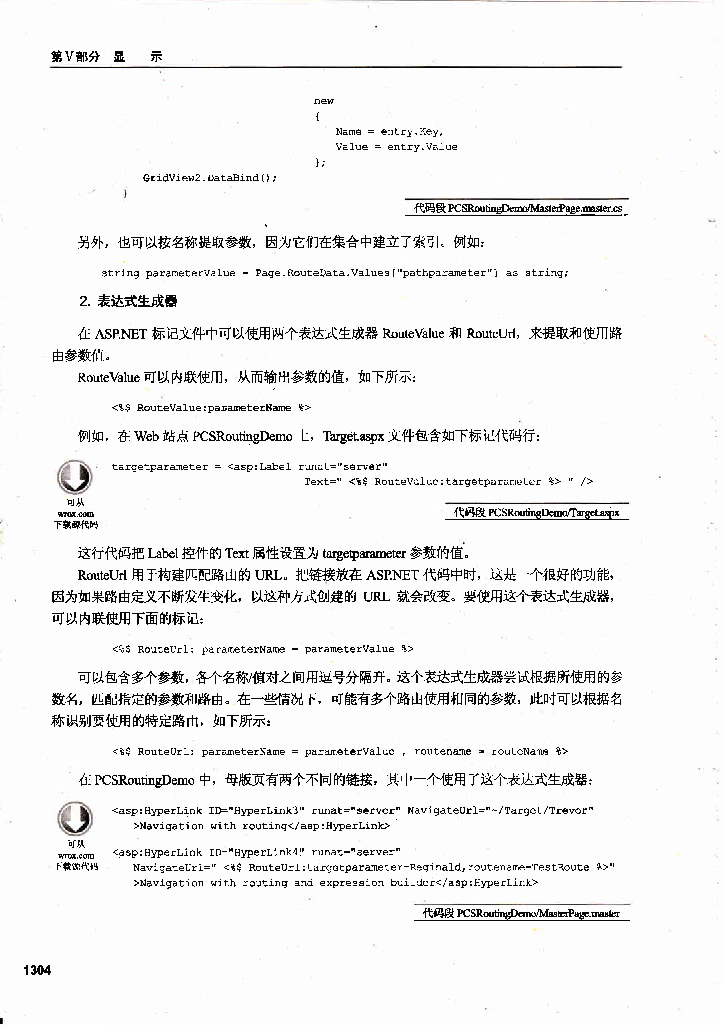 第V部分 显 示
new
{
Name = entry.Key,
Value = entry.Value
};
GridView2.DataBind();
}
代码段 PCSRoutingDemo/MasterPage.master.cs
另外，也可以按名称提取参数，因为它们在集合中建立了索引。例如：
string parameterValue = Page.RouteData.Values["pathparameter"] as string;
2. 表达式生成器
在 ASP.NET 标记文件中可以使用两个表达式生成器 RouteValue 和 RouteUrl，来提取和使用路
由参数值。
RouteValue 可以内联使用，从而输出参数的值，如下所示：
<%$ RouteValue:parameterName %>
例如，在 Web 站点 PCSRoutingDemo 上，Target.aspx 文件包含如下标记代码行：
targetparameter = <asp:Label runat="server"
Text=" <%$ RouteValue:targetparameter %> " />
可从
wrox.com
下载源代码
代码段 PCSRoutingDemo/Target.aspx
这行代码把 Label 控件的 Text 属性设置为 targetparameter 参数的值。
RouteUrl 用于构建匹配路由的 URL。把链接放在 ASP.NET 代码中时，这是一个很好的功能，
因为如果路由定义不断发生变化，以这种方式创建的 URL 就会改变。要使用这个表达式生成器，
可以内联使用下面的标记：
<%$ RouteUrl: parameterName = parameterValue %>
可以包含多个参数，各个名称/值对之间用逗号分隔开。这个表达式生成器尝试根据所使用的参
数名，匹配指定的参数和路由。在一些情况下，可能有多个路由使用相同的参数，此时可以根据名
称识别要使用的特定路由，如下所示：
<%$ RouteUrl: parameterName = parameterValue , routename = routeName %>
在 PCSRoutingDemo 中，母版页有两个不同的链接，其中一个使用了这个表达式生成器：
<asp:HyperLink ID="HyperLink3" runat="server" NavigateUrl="~/Target/Trevor"
>Navigation with routing</asp:HyperLink>
可从
wrox.com
下载源代码
<asp:HyperLink ID="HyperLink4" runat="server"
NavigateUrl=" <%$ RouteUrl:targetparameter=Reginald,routename=TestRoute %>"
>Navigation with routing and expression builder</asp:HyperLink>
代码段 PCSRoutingDemo/MasterPage.master
1304